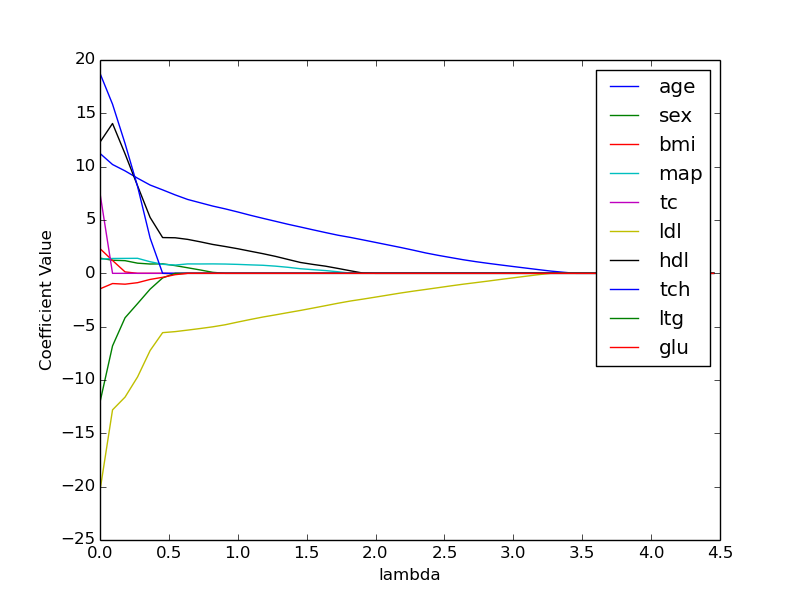 20
15
10
5
0
−5
−10
−15
−20
−25
Coefficient Value
0.0 0.5 1.0 1.5 2.0 2.5 3.0 3.5 4.0 4.5
lambda
age
sex
bmi
map
tc
ldl
hdl
tch
ltg
glu